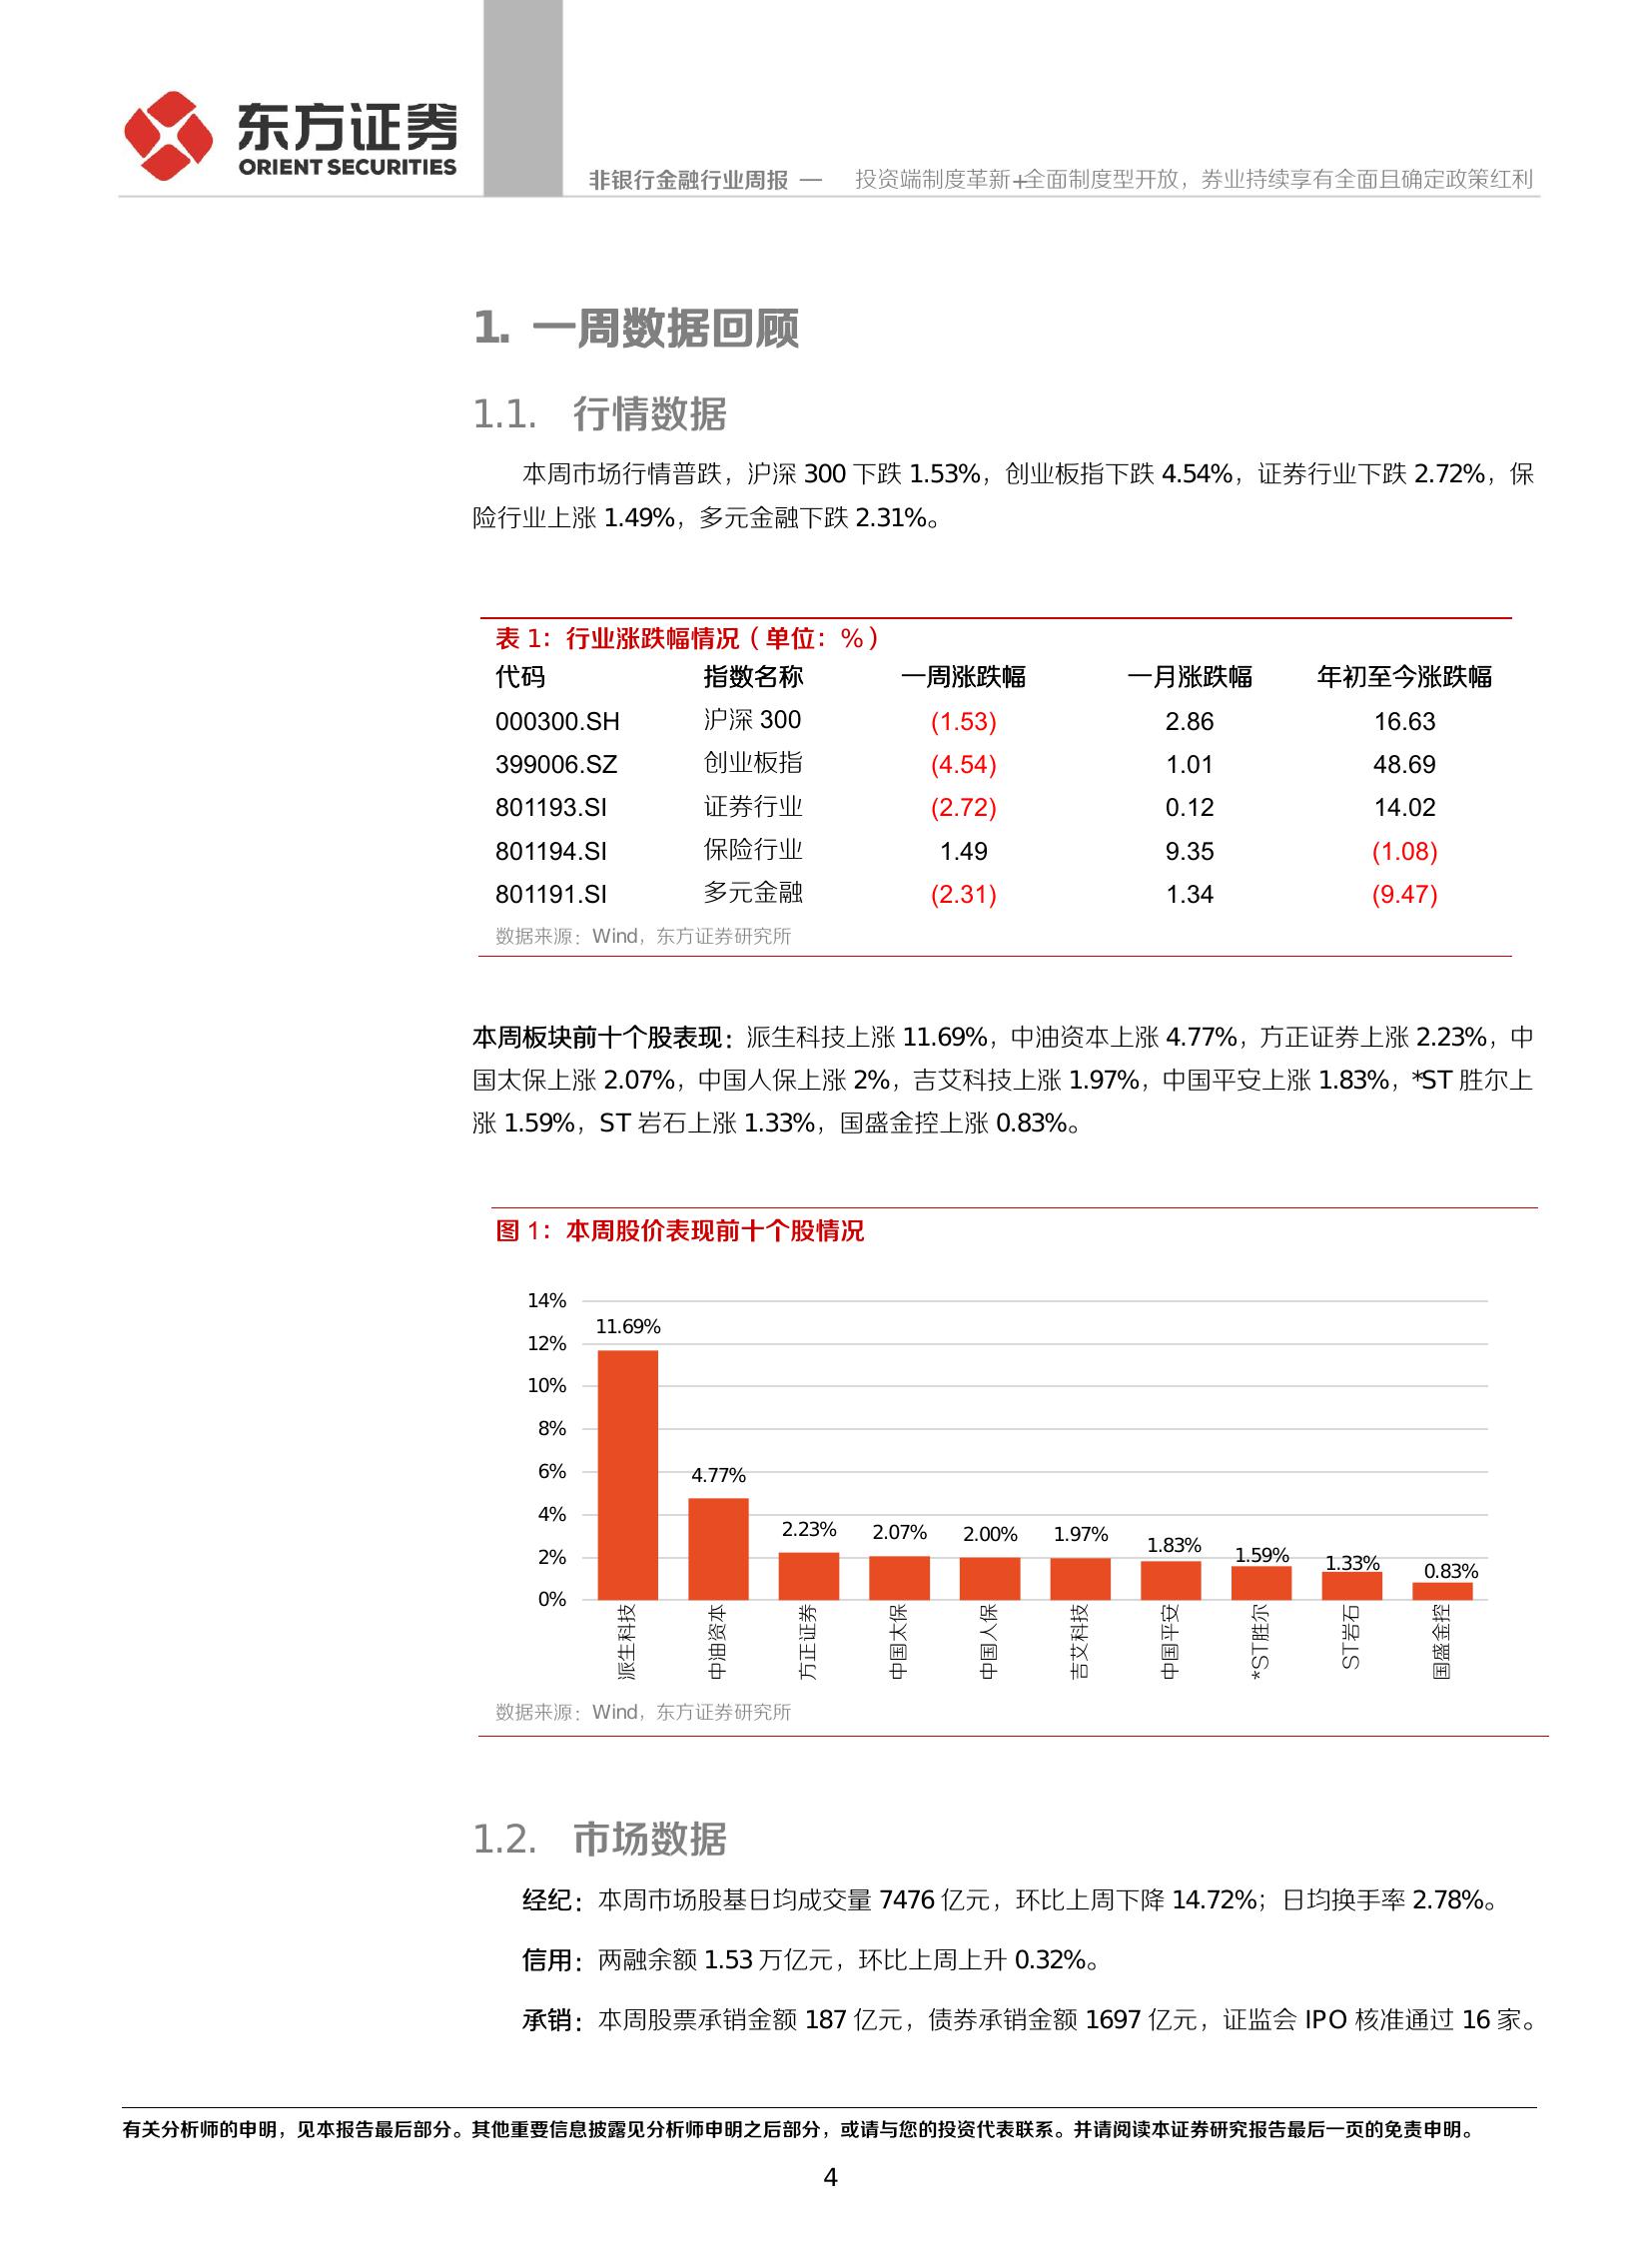 东方证券
ORIENT SECURITIES
非银行金融行业周报 — 投资端制度革新+全面制度型开放，券业持续享有全面且确定政策红利
1. 一周数据回顾
1.1. 行情数据
本周市场行情普跌，沪深 300 下跌 1.53%，创业板指下跌 4.54%，证券行业下跌 2.72%，保
险行业上涨 1.49%，多元金融下跌 2.31%。
表 1：行业涨跌幅情况（单位：%）
代码 指数名称 一周涨跌幅 一月涨跌幅 年初至今涨跌幅
000300.SH 沪深 300 (1.53) 2.86 16.63
399006.SZ 创业板指 (4.54) 1.01 48.69
801193.SI 证券行业 (2.72) 0.12 14.02
801194.SI 保险行业 1.49 9.35 (1.08)
801191.SI 多元金融 (2.31) 1.34 (9.47)
数据来源：Wind，东方证券研究所
本周板块前十个股表现：派生科技上涨 11.69%，中油资本上涨 4.77%，方正证券上涨 2.23%，中
国太保上涨 2.07%，中国人保上涨 2%，吉艾科技上涨 1.97%，中国平安上涨 1.83%，*ST 胜尔上
涨 1.59%，ST 岩石上涨 1.33%，国盛金控上涨 0.83%。
图 1：本周股价表现前十个股情况
14%
12%
10%
8%
6%
4%
2%
0%
11.69%
4.77%
2.23%
2.07%
2.00%
1.97%
1.83%
1.59%
1.33%
0.83%
派生科技
中油资本
方正证券
中国太保
中国人保
吉艾科技
中国平安
*ST胜尔
ST岩石
国盛金控
数据来源：Wind，东方证券研究所
1.2. 市场数据
经纪：本周市场股基日均成交量 7476 亿元，环比上周下降 14.72%；日均换手率 2.78%。
信用：两融余额 1.53 万亿元，环比上周上升 0.32%。
承销：本周股票承销金额 187 亿元，债券承销金额 1697 亿元，证监会 IPO 核准通过 16 家。
有关分析师的申明，见本报告最后部分。其他重要信息披露见分析师申明之后部分，或请与您的投资代表联系。并请阅读本证券研究报告最后一页的免责申明。
4